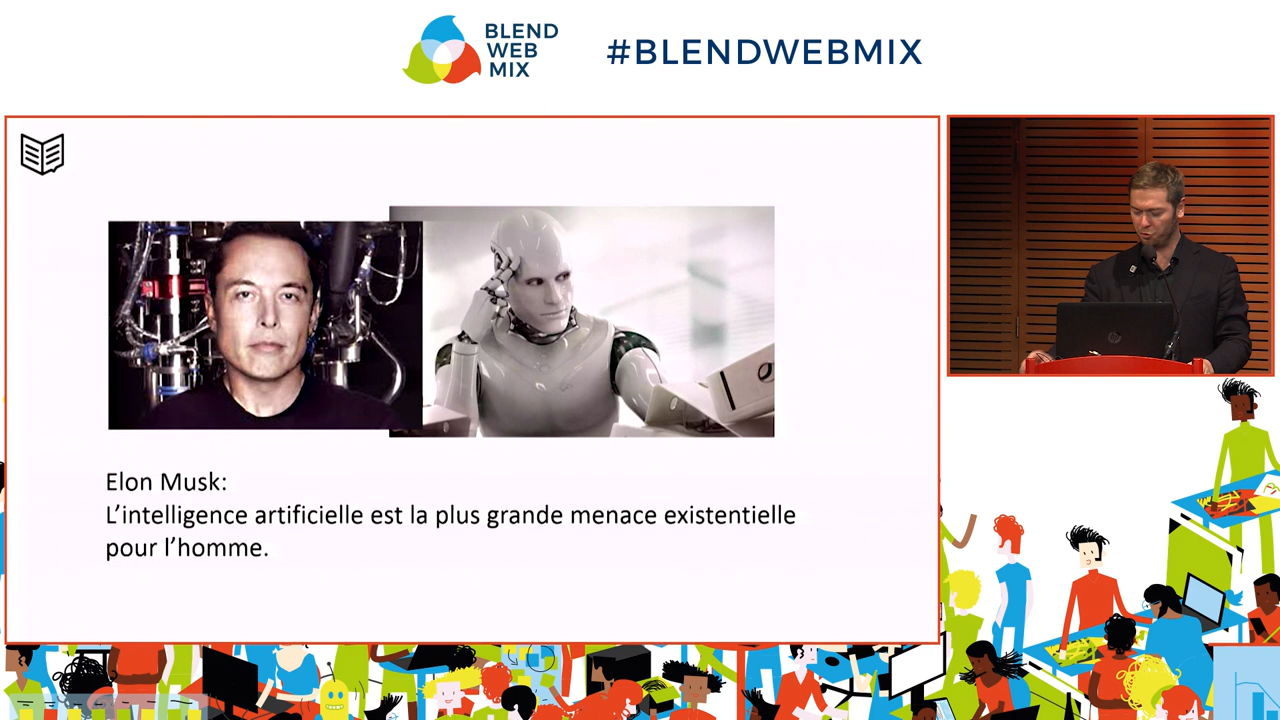 BLEND
WEB
MIX
#BLENDWEBMIX
Elon Musk:
L’intelligence artificielle est la plus grande menace existentielle
pour l’homme.